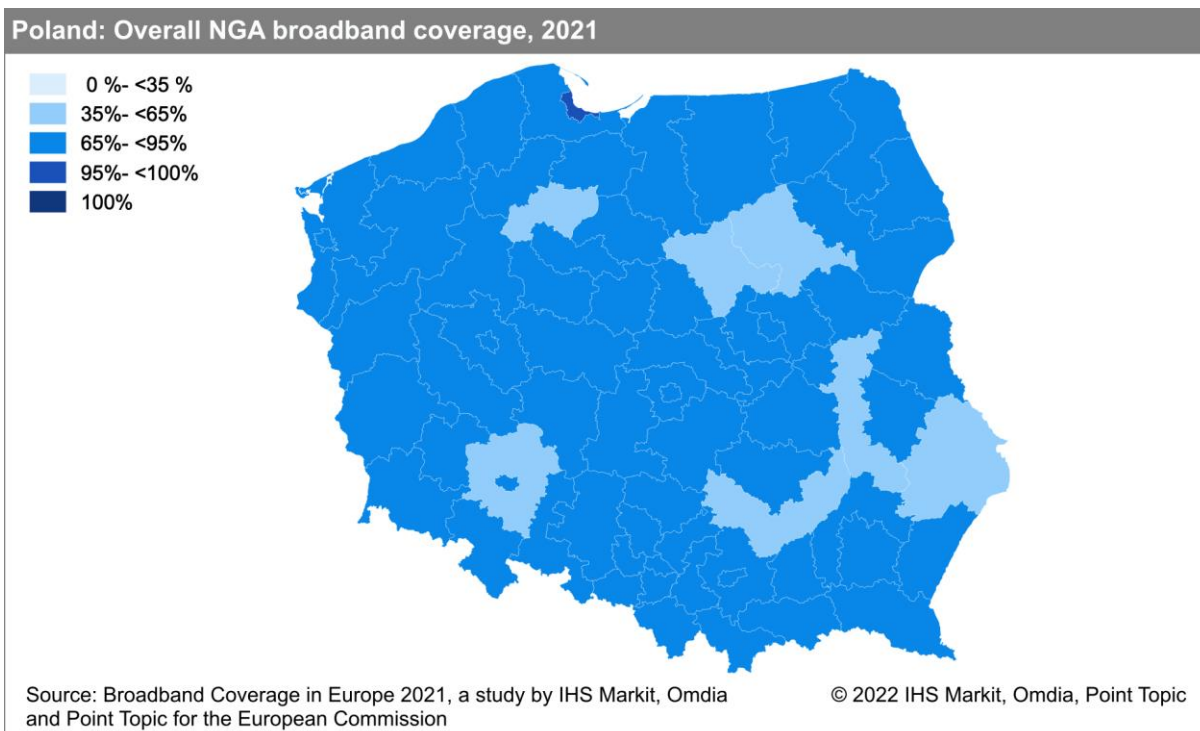 Poland: Overall NGA broadband coverage, 2021
0 %- <35 %
35%- <65%
65%- <95%
95%- <100%
100%
Source: Broadband Coverage in Europe 2021, a study by IHS Markit, Omdia
and Point Topic for the European Commission
© 2022 IHS Markit, Omdia, Point Topic